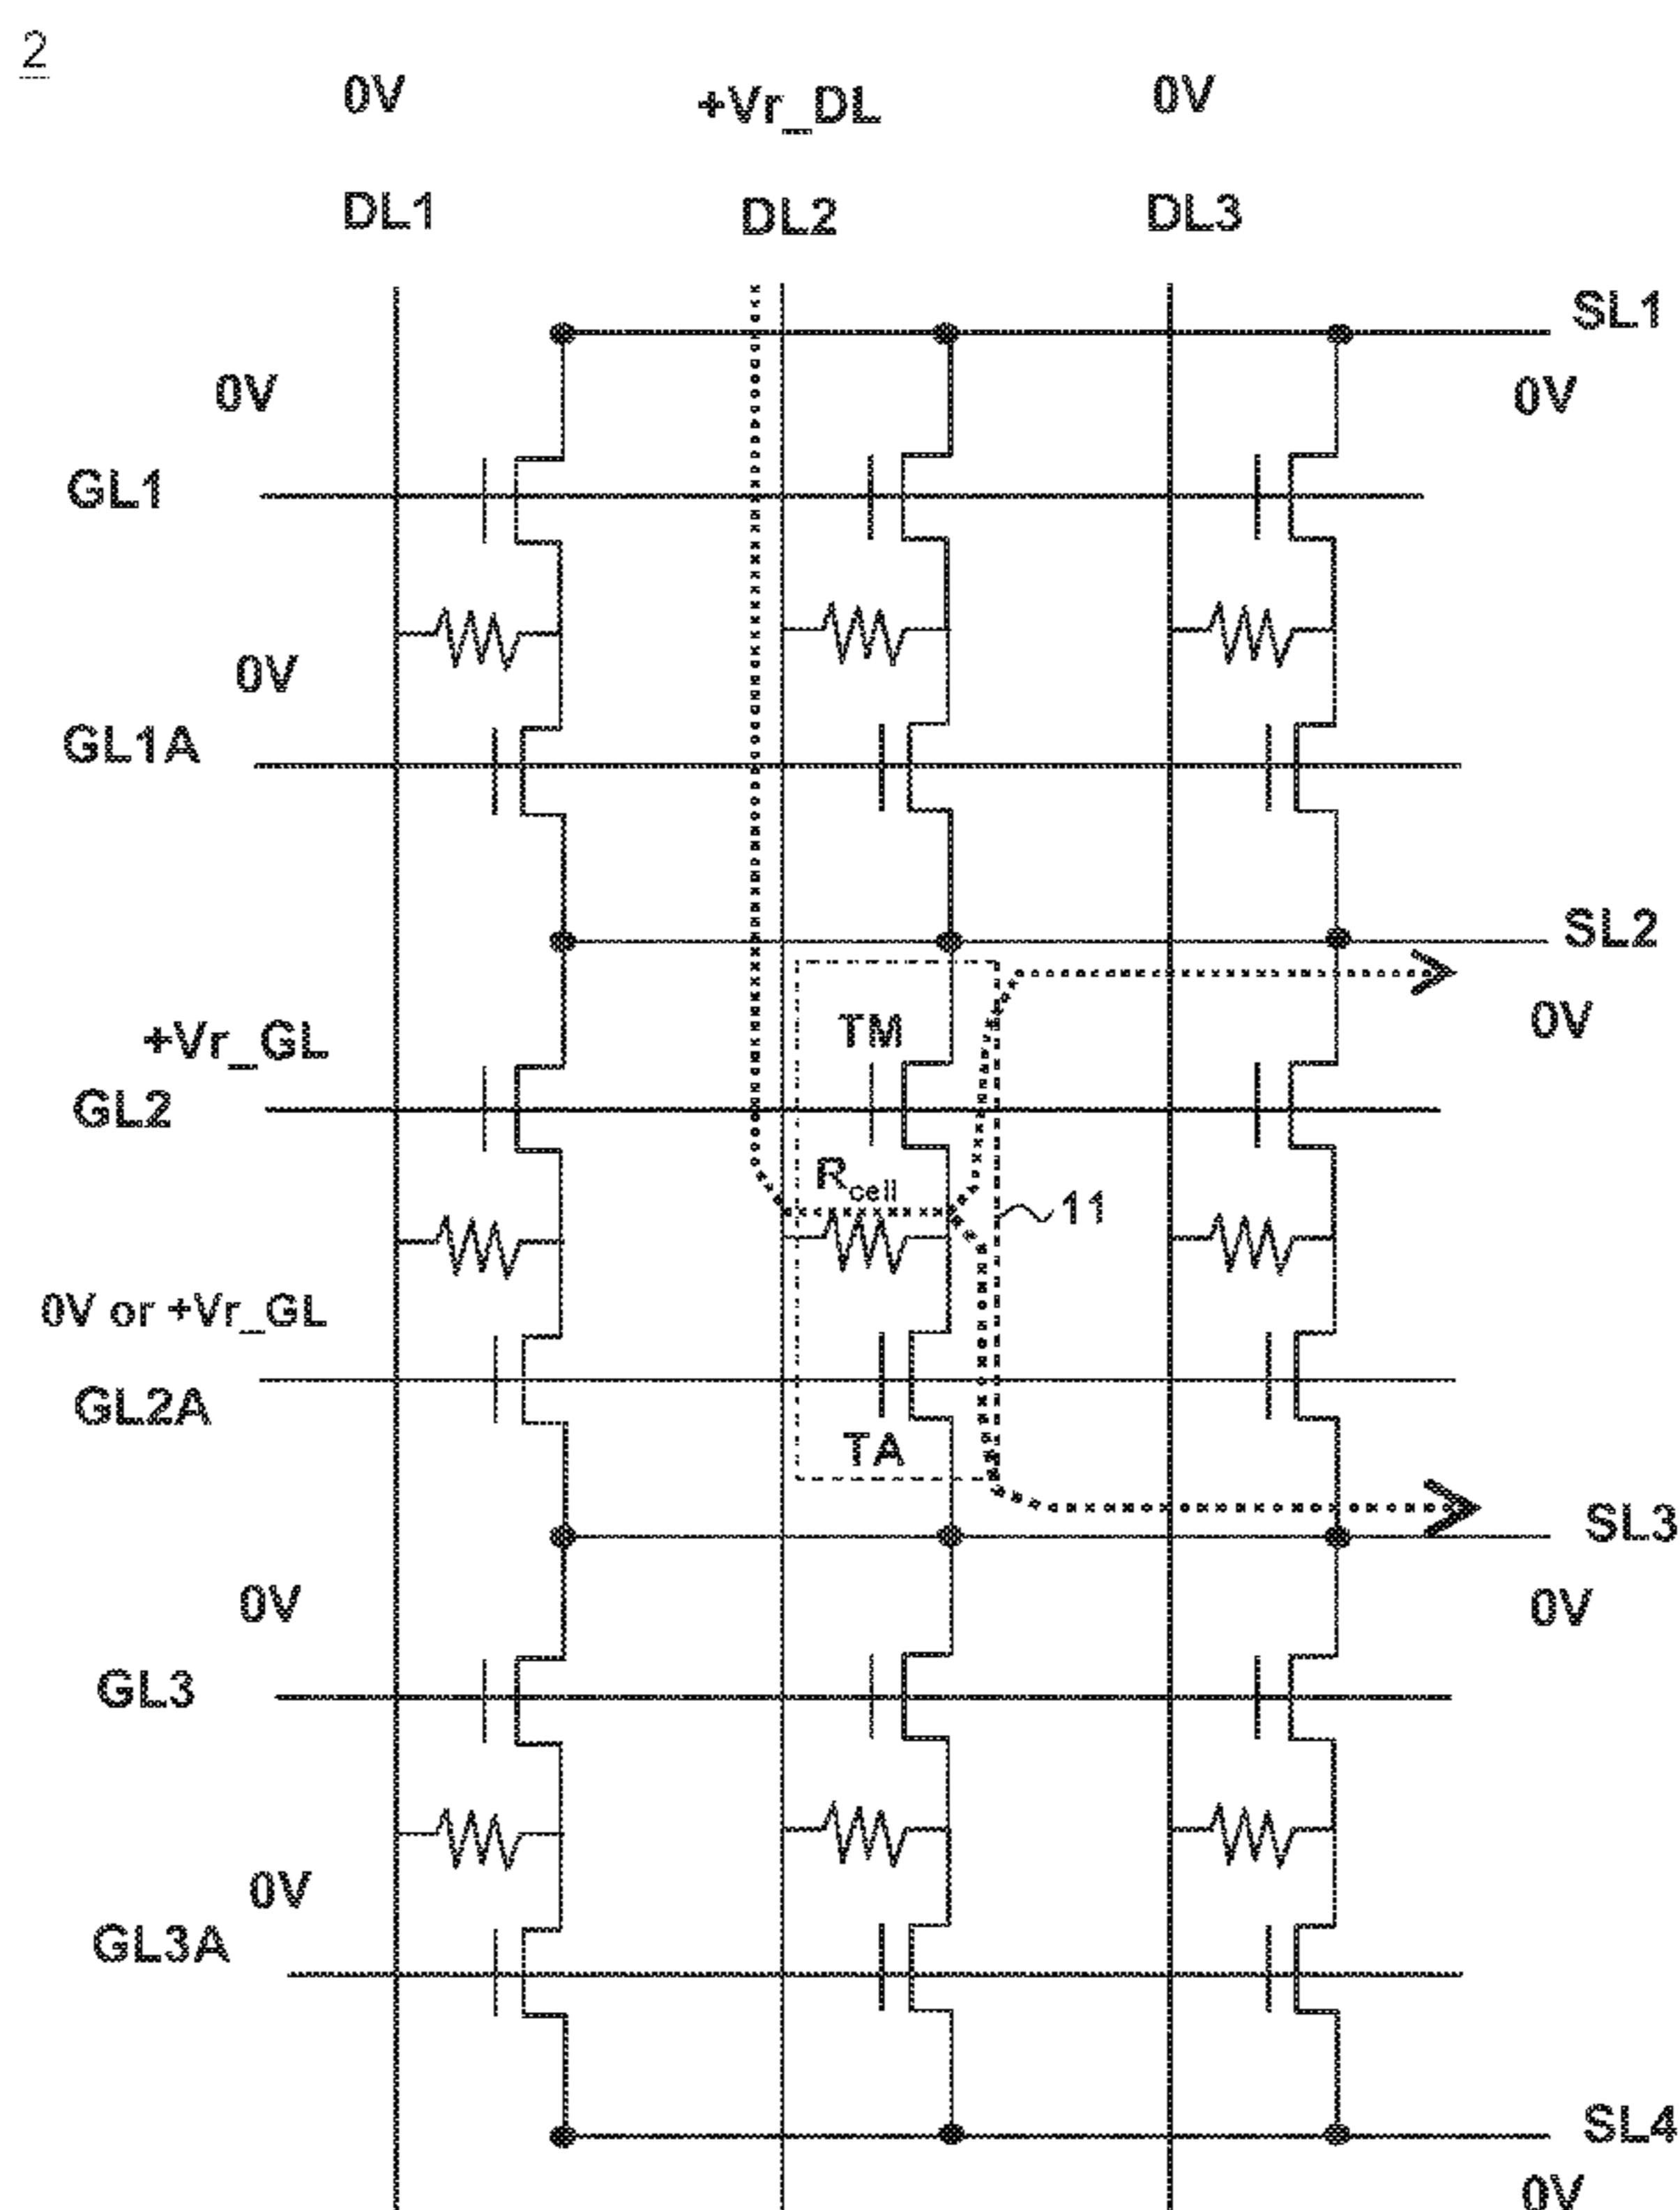 2
0V +Vr_DL 0V
DL1 DL2 DL3
SL1
0V 0V
GL1
0V
GL1A
SL2
0V
+Vr_GL TM
GL2
Rcell
11
0V or +Vr_GL
GL2A
TA
SL3
0V 0V
GL3
0V
GL3A
SL4
0V